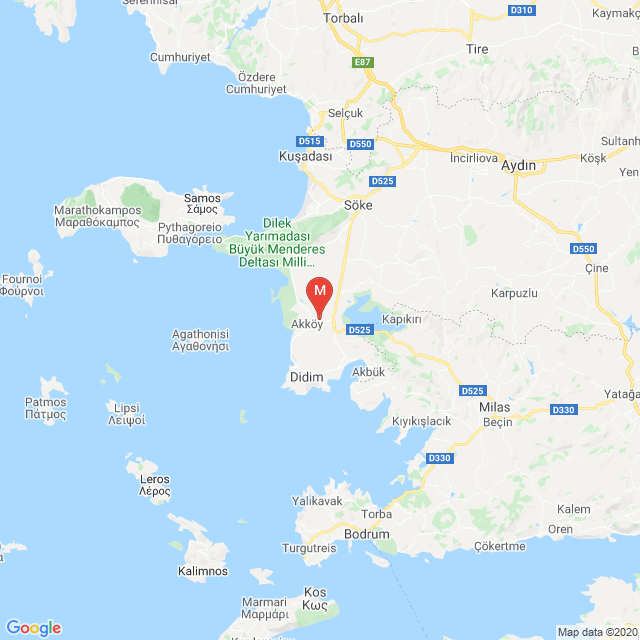 Seferihisar
Torbalı
D310
Kaymakç
Cumhuriyet
Tire
E87
Özdere
Cumhuriyet
Selçuk
D515
D550
Sultanh
Kuşadası
İncirliova
Aydın
Köşk
Yen
D525
Samos
Σάμος
Söke
Marathokampos
Μαραθόκαμπος
Pythagoreio
Πυθαγόρειο
Dilek
Yarımadası
Büyük Menderes
Deltası Milli...
D550
Çine
Fournoi
Φούρνοι
M
Karpuzlu
Akköy
Kapıkırı
D525
Agathonisi
Αγαθονήσι
Didim
Akbük
Patmos
Πάτμος
Lipsi
Λειψοί
D525
Yatağa
Milas
D330
Beçin
Kıyıkışlacık
D330
Leros
Λέρος
Yalikavak
Torba
Kalem
Oren
Turgutreis
Bodrum
Çökertme
Kalimnos
Kos
Κως
Marmari
Μαρμάρι
Google
Map data ©2020